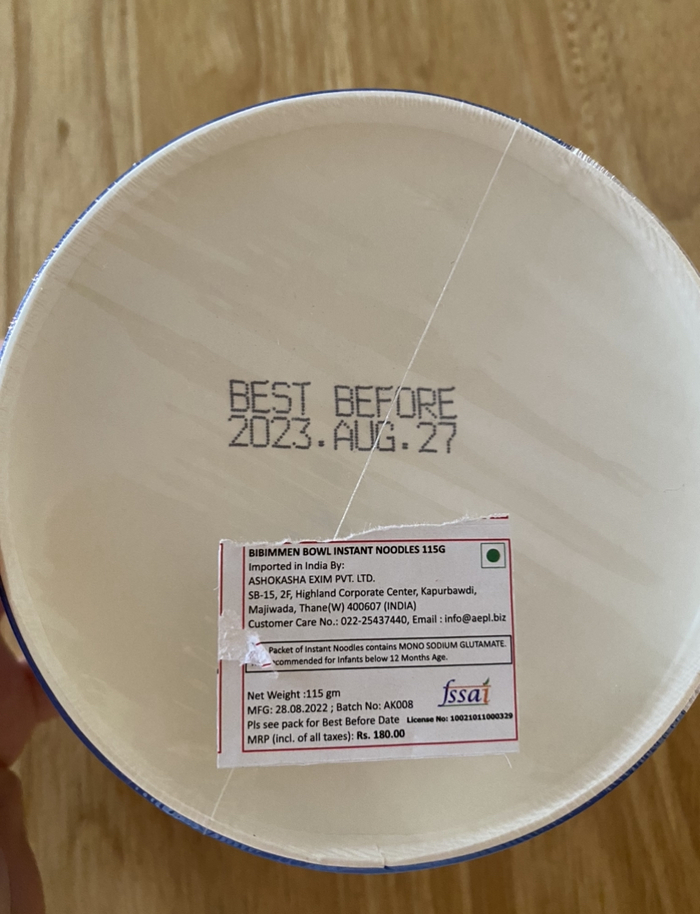 BEST BEFORE
2023.AUG.27
BIBIMMEN BOWL INSTANT NOODLES 115G
Imported in India By:
ASHOKASHA EXIM PVT. LTD.
SB-15, 2F, Highland Corporate Center, Kapurbawdi,
Majiwada, Thane(W) 400607 (INDIA)
Customer Care No.: 022-25437440, Email : info@aepl.biz
Packet of Instant Noodles contains MONO SODIUM GLUTAMATE.
commended for Infants below 12 Months Age.
Net Weight :115 gm
fssai
MFG: 28.08.2022 ; Batch No: AK008
Pls see pack for Best Before Date License No: 10021011000329
MRP (incl. of all taxes): Rs. 180.00